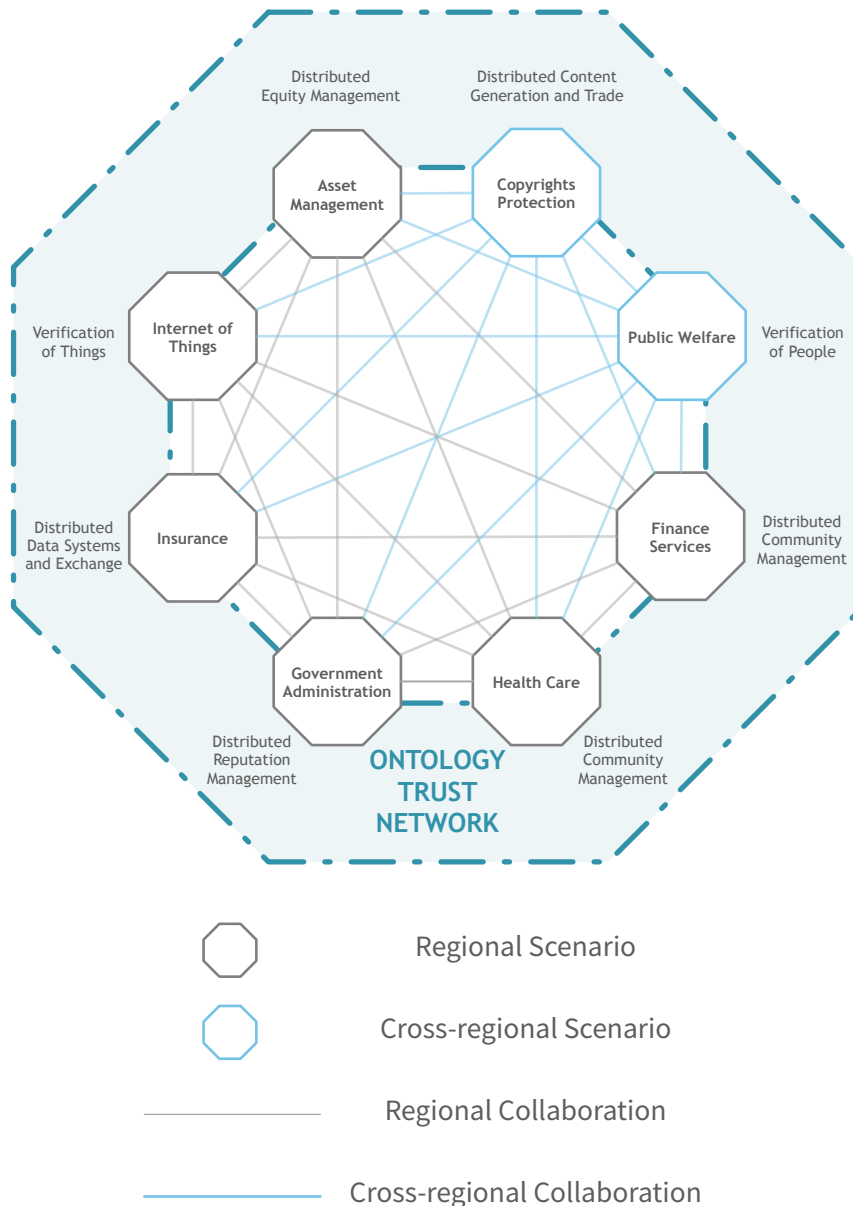 Distributed
Equity Management
Distributed Content
Generation and Trade
Asset
Management
Copyrights
Protection
Verification
of Things
Internet of
Things
Public Welfare
Verification
of People
Distributed
Data Systems
and Exchange
Insurance
Finance
Services
Distributed
Community
Management
Government
Administration
Health Care
Distributed
Reputation
Management
ONTOLOGY
TRUST
NETWORK
Distributed
Community
Management
Regional Scenario
Cross-regional Scenario
Regional Collaboration
Cross-regional Collaboration